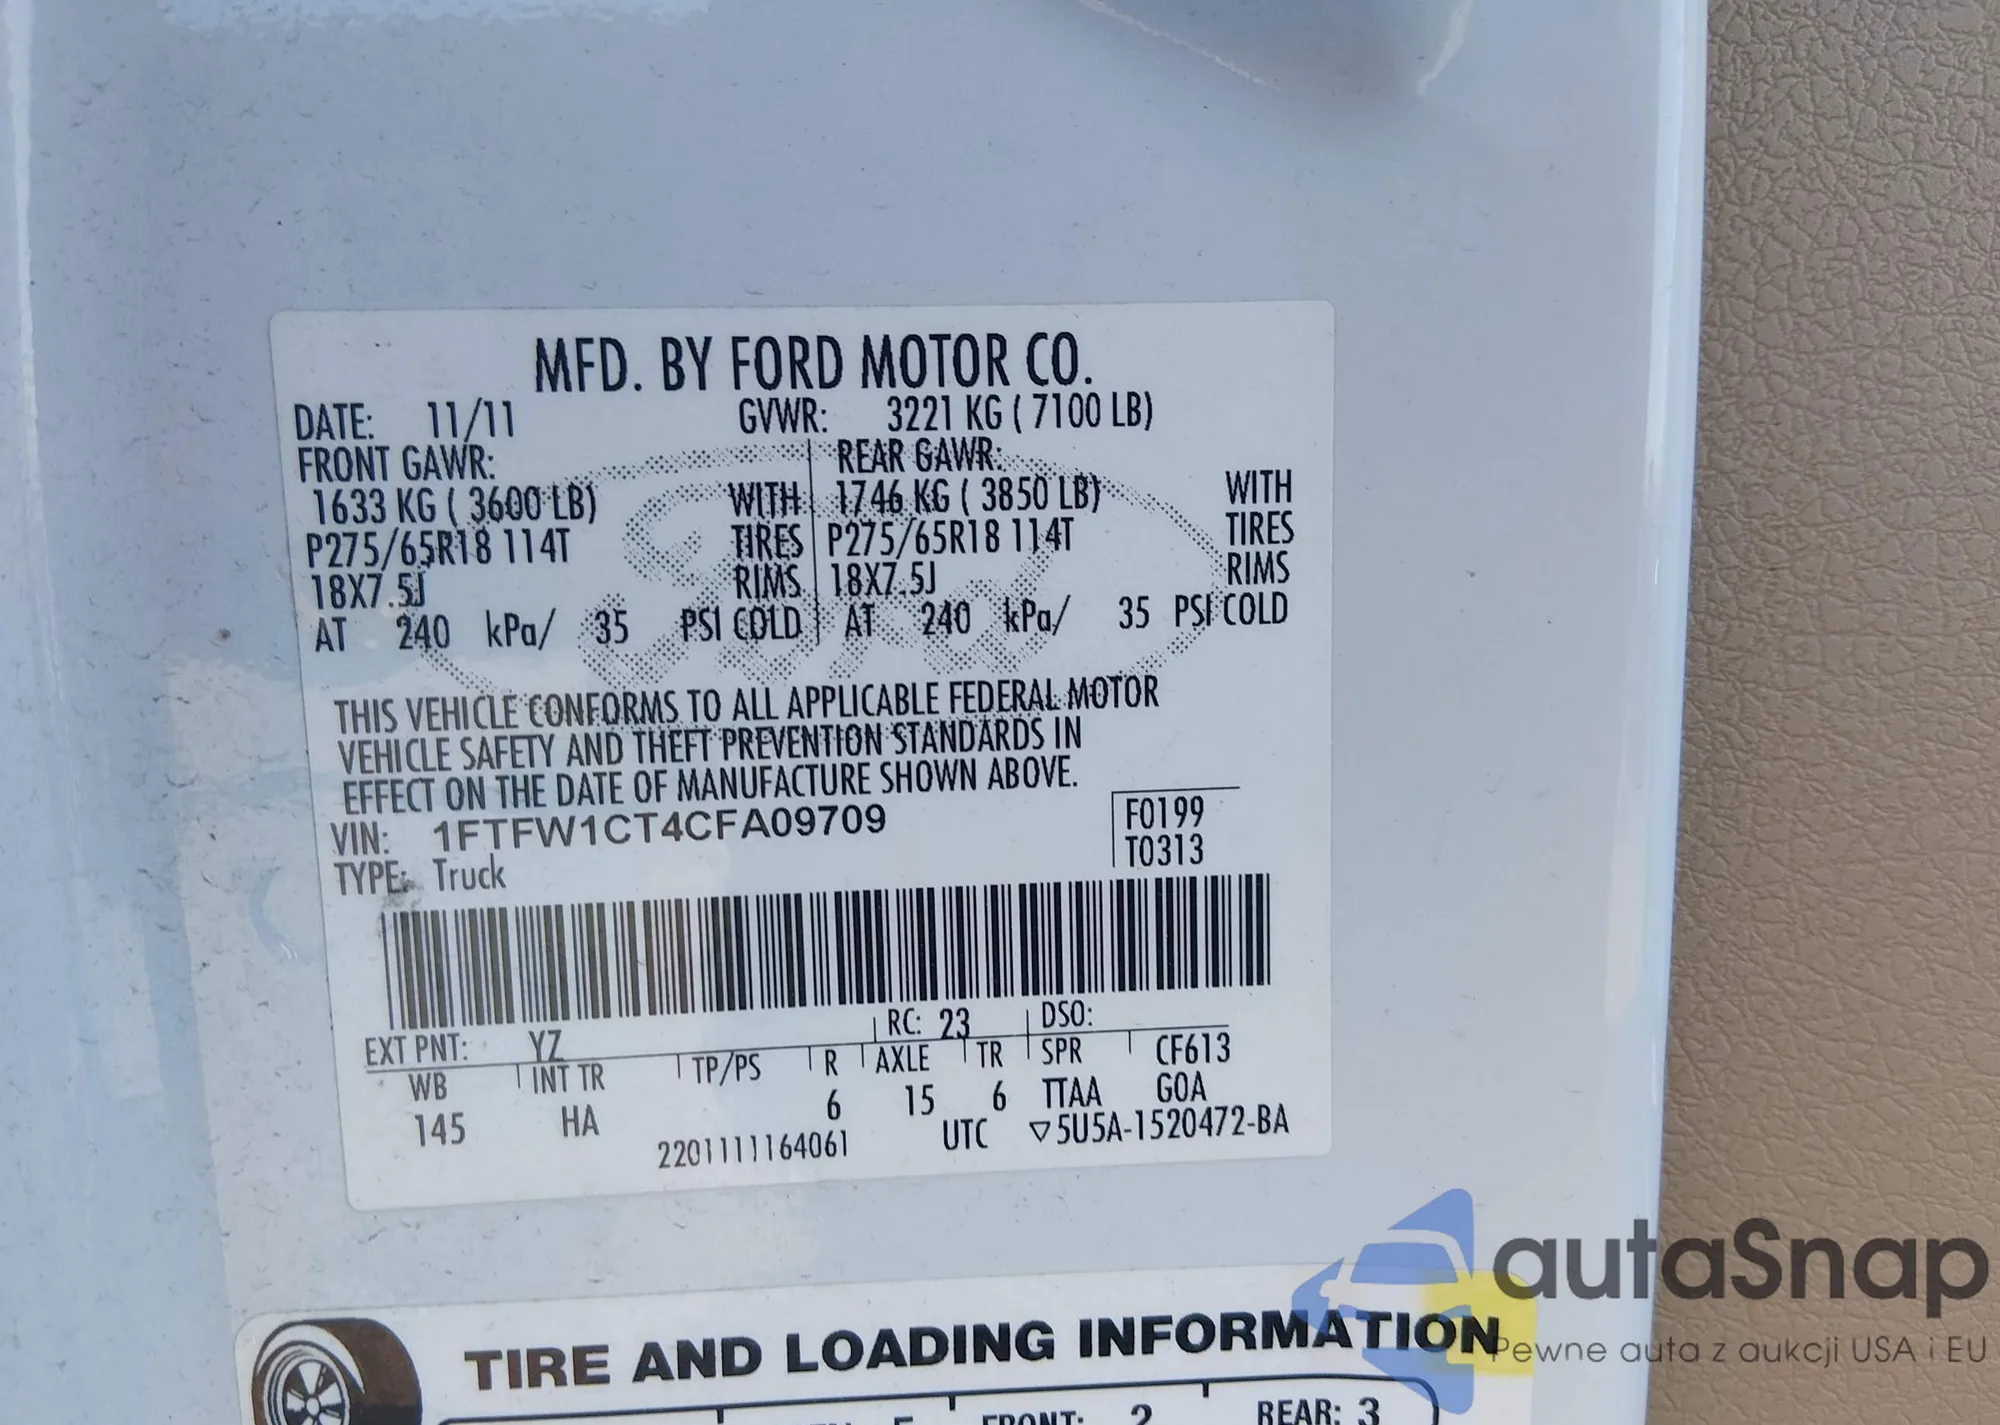 MFD. BY FORD MOTOR CO.
DATE: 11/11 GVWR: 3221 KG ( 7100 LB)
FRONT GAWR: REAR GAWR:
1633 KG ( 3600 LB) WITH 1746 KG ( 3850 LB) WITH
P275/65R18 114T TIRES P275/65R18 114T TIRES
18X7.5J RIMS 18X7.5J RIMS
AT 240 kPa/ 35 PSI COLD AT 240 kPa/ 35 PSI COLD
Ford
THIS VEHICLE CONFORMS TO ALL APPLICABLE FEDERAL MOTOR
VEHICLE SAFETY AND THEFT PREVENTION STANDARDS IN
EFFECT ON THE DATE OF MANUFACTURE SHOWN ABOVE.
VIN: 1FTFW1CT4CFA09709 F0199
TYPE: Truck T0313
EXT PNT: YZ RC: 23 DSO:
WB INT TR TP/PS R AXLE TR SPR CF613
145 HA 6 15 6 TTAA GOA
2201111164061 UTC ▽5U5A-1520472-BA
TIRE AND LOADING INFORMATION
FRONT: 2 REAR: 3
autaSnap
Pewne auta z aukcji USA i EU